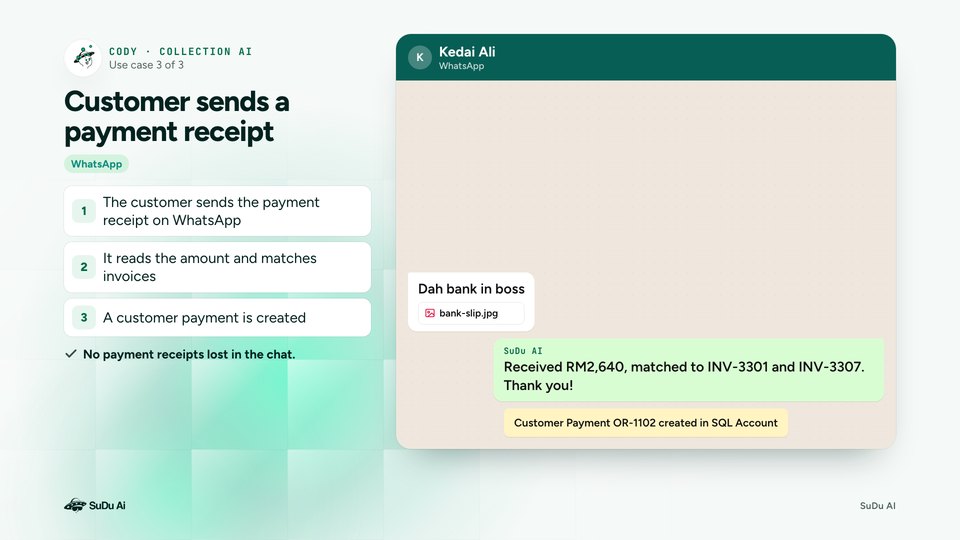 CODY · COLLECTION AI
Use case 3 of 3
Customer sends a
payment receipt
WhatsApp
1
The customer sends the payment
receipt on WhatsApp
2
It reads the amount and matches
invoices
3
A customer payment is created
No payment receipts lost in the chat.
K
Kedai Ali
WhatsApp
Dah bank in boss
bank-slip.jpg
SuDu AI
Received RM2,640, matched to INV-3301 and INV-3307.
Thank you!
Customer Payment OR-1102 created in SQL Account
SuDu Ai
SuDu AI